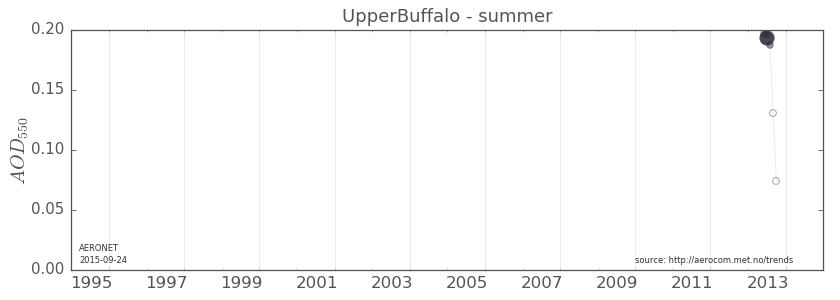 UpperBuffalo - summer
0.20
0.15
0.10
0.05
0.00
AOD550
AERONET
2015-09-24
source: http://aerocom.met.no/trends
1995 1997 1999 2001 2003 2005 2007 2009 2011 2013